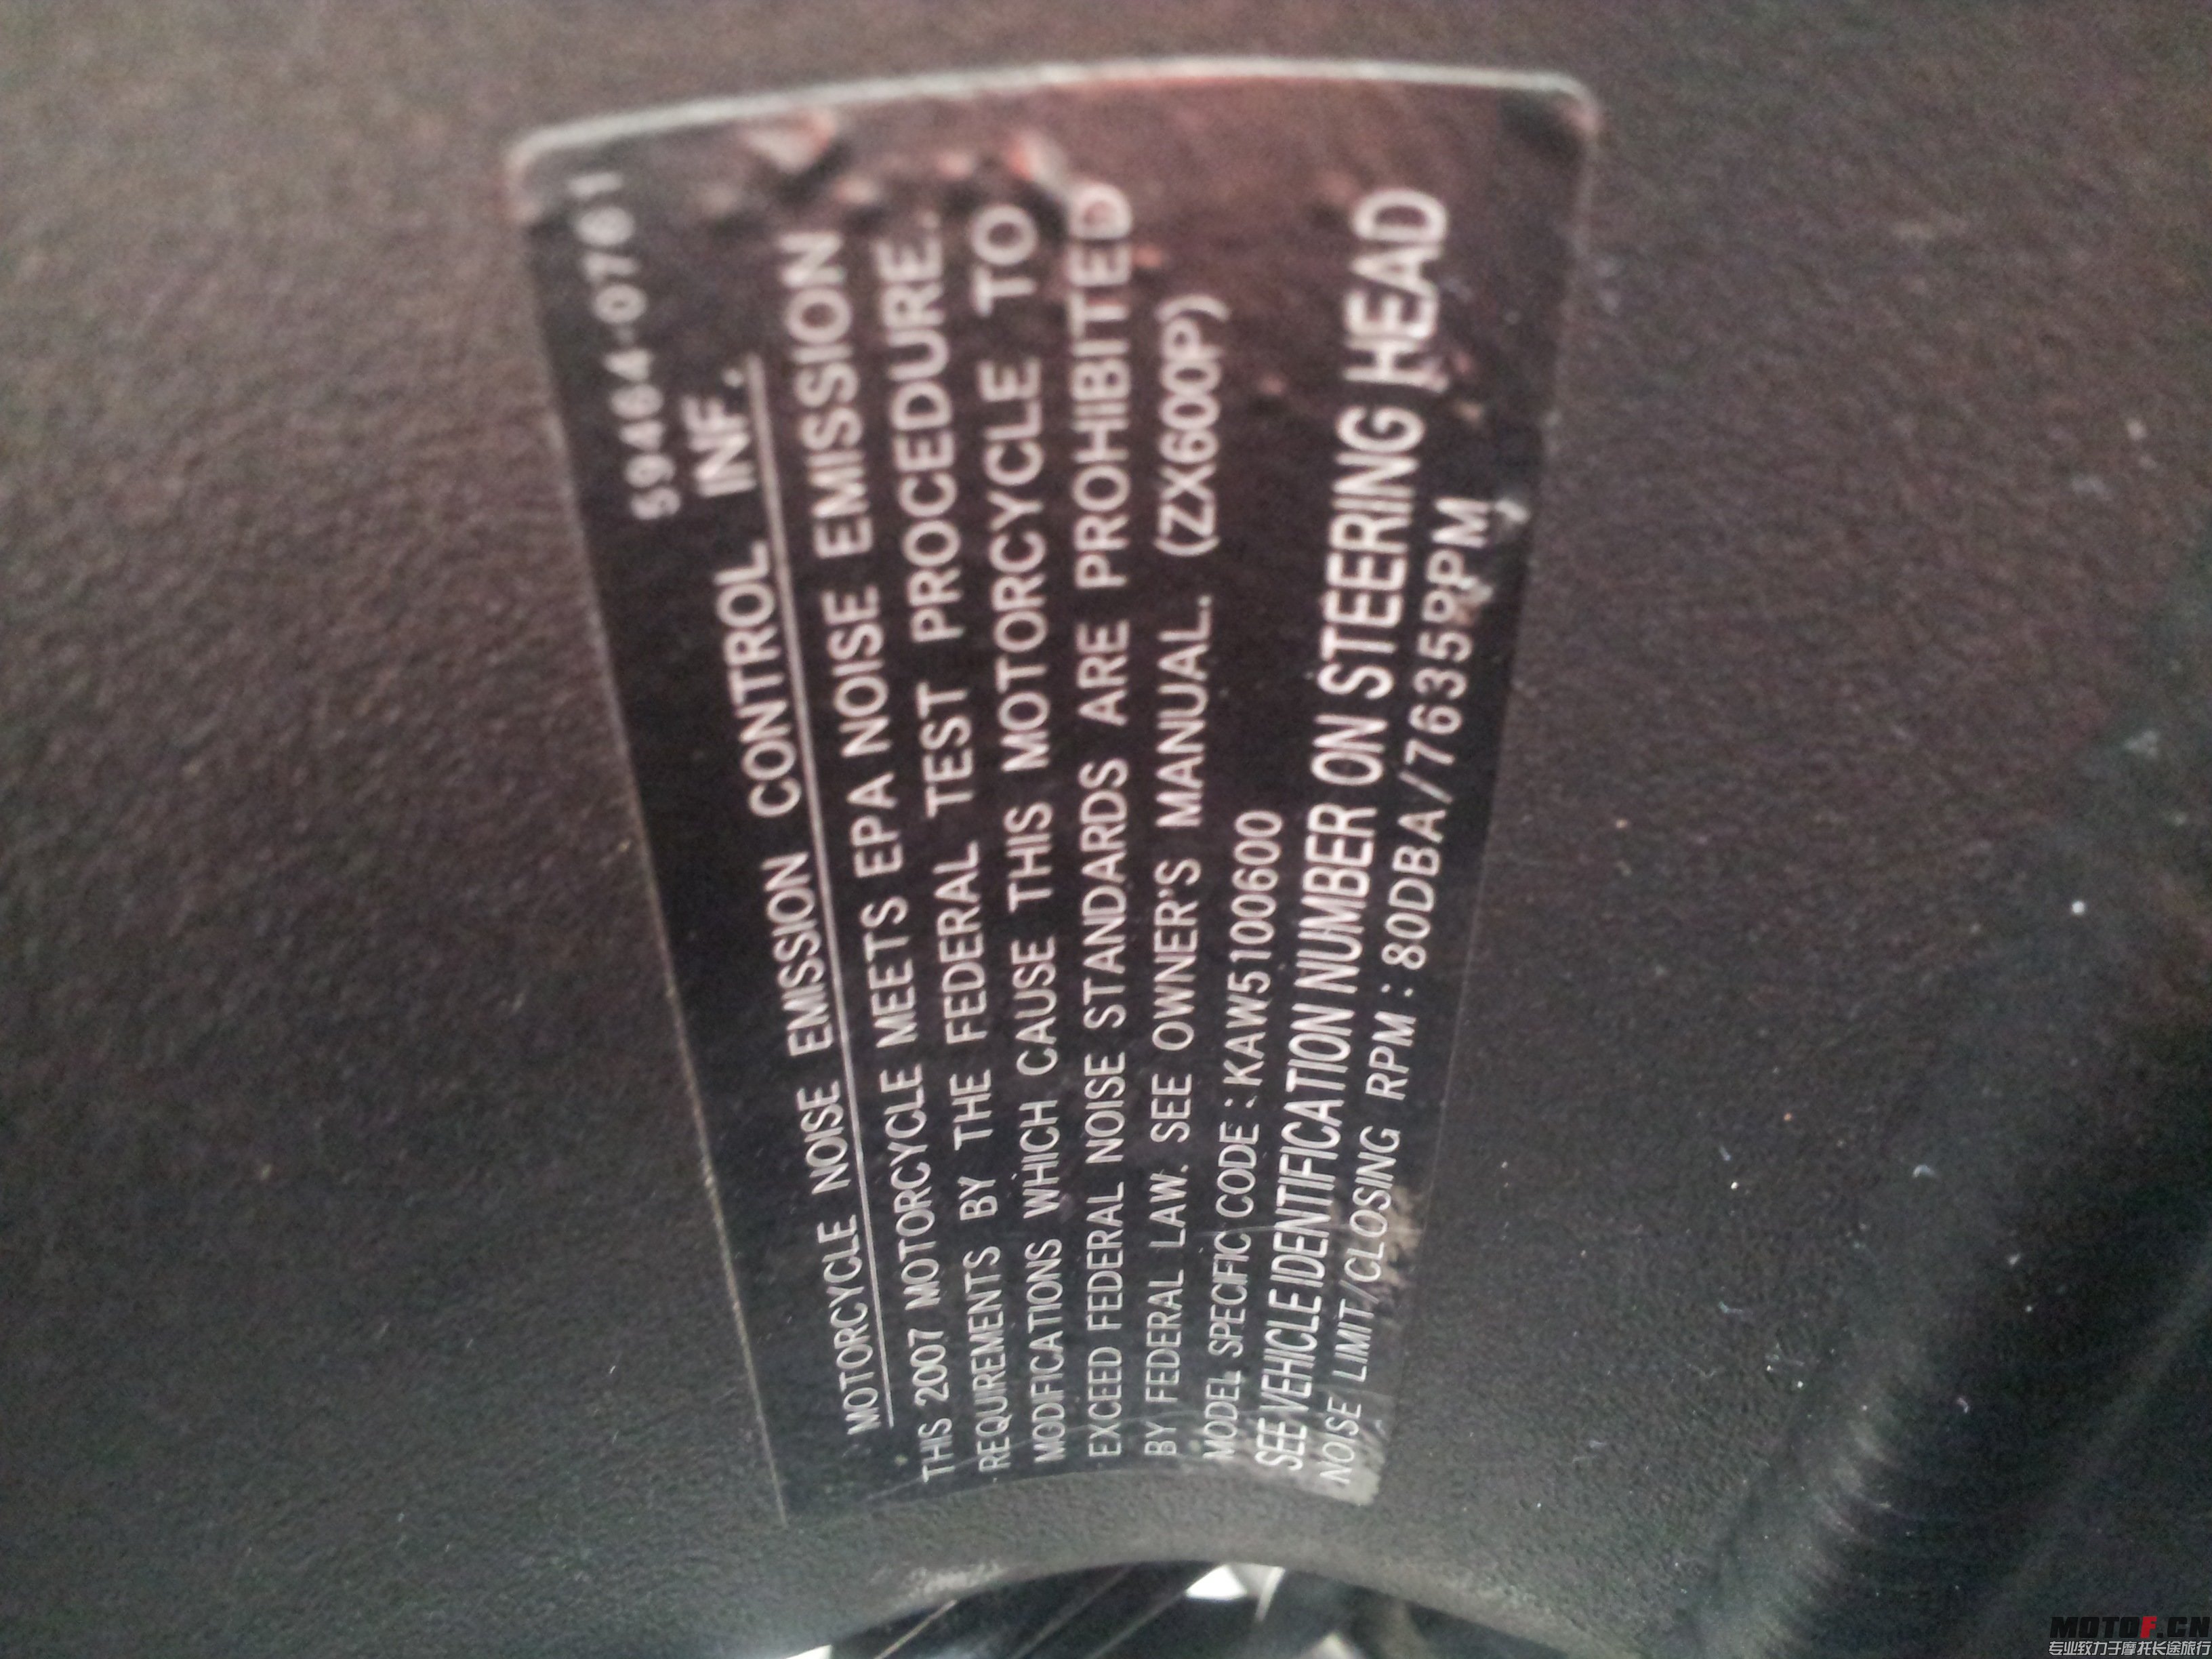 59464-0761
MOTORCYCLE NOISE EMISSION CONTROL INF.
THIS 2007 MOTORCYCLE MEETS EPA NOISE EMISSION
REQUIREMENTS BY THE FEDERAL TEST PROCEDURE.
MODIFICATIONS WHICH CAUSE THIS MOTORCYCLE TO
EXCEED FEDERAL NOISE STANDARDS ARE PROHIBITED
BY FEDERAL LAW. SEE OWNER'S MANUAL. (ZX600P)
MODEL SPECIFIC CODE : KAW5100600
SEE VEHICLE IDENTIFICATION NUMBER ON STEERING HEAD
NOISE LIMIT/CLOSING RPM : 80DBA/7635RPM
MOTOF.CN
专业致力于摩托长途旅行